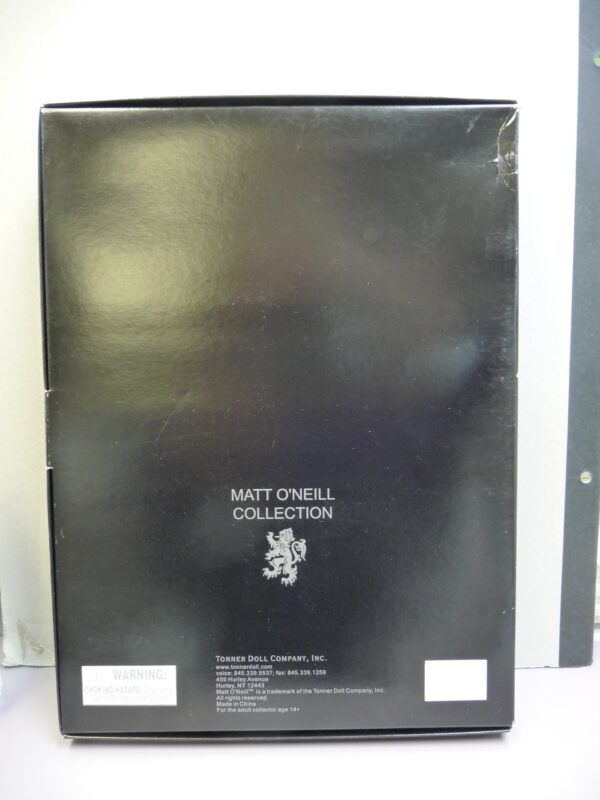 MATT O'NEILL
COLLECTION
TONNER DOLL COMPANY, INC.
www.tonnerdoll.com
voice: 845.339.9537; fax: 845.339.1259
459 Hurley Avenue
Hurley, NY 12443
Matt O'Neill™ is a trademark of the Tonner Doll Company, Inc.
All rights reserved.
Made in China
For the adult collector age 14+
WARNING:
CHOKING HAZARD